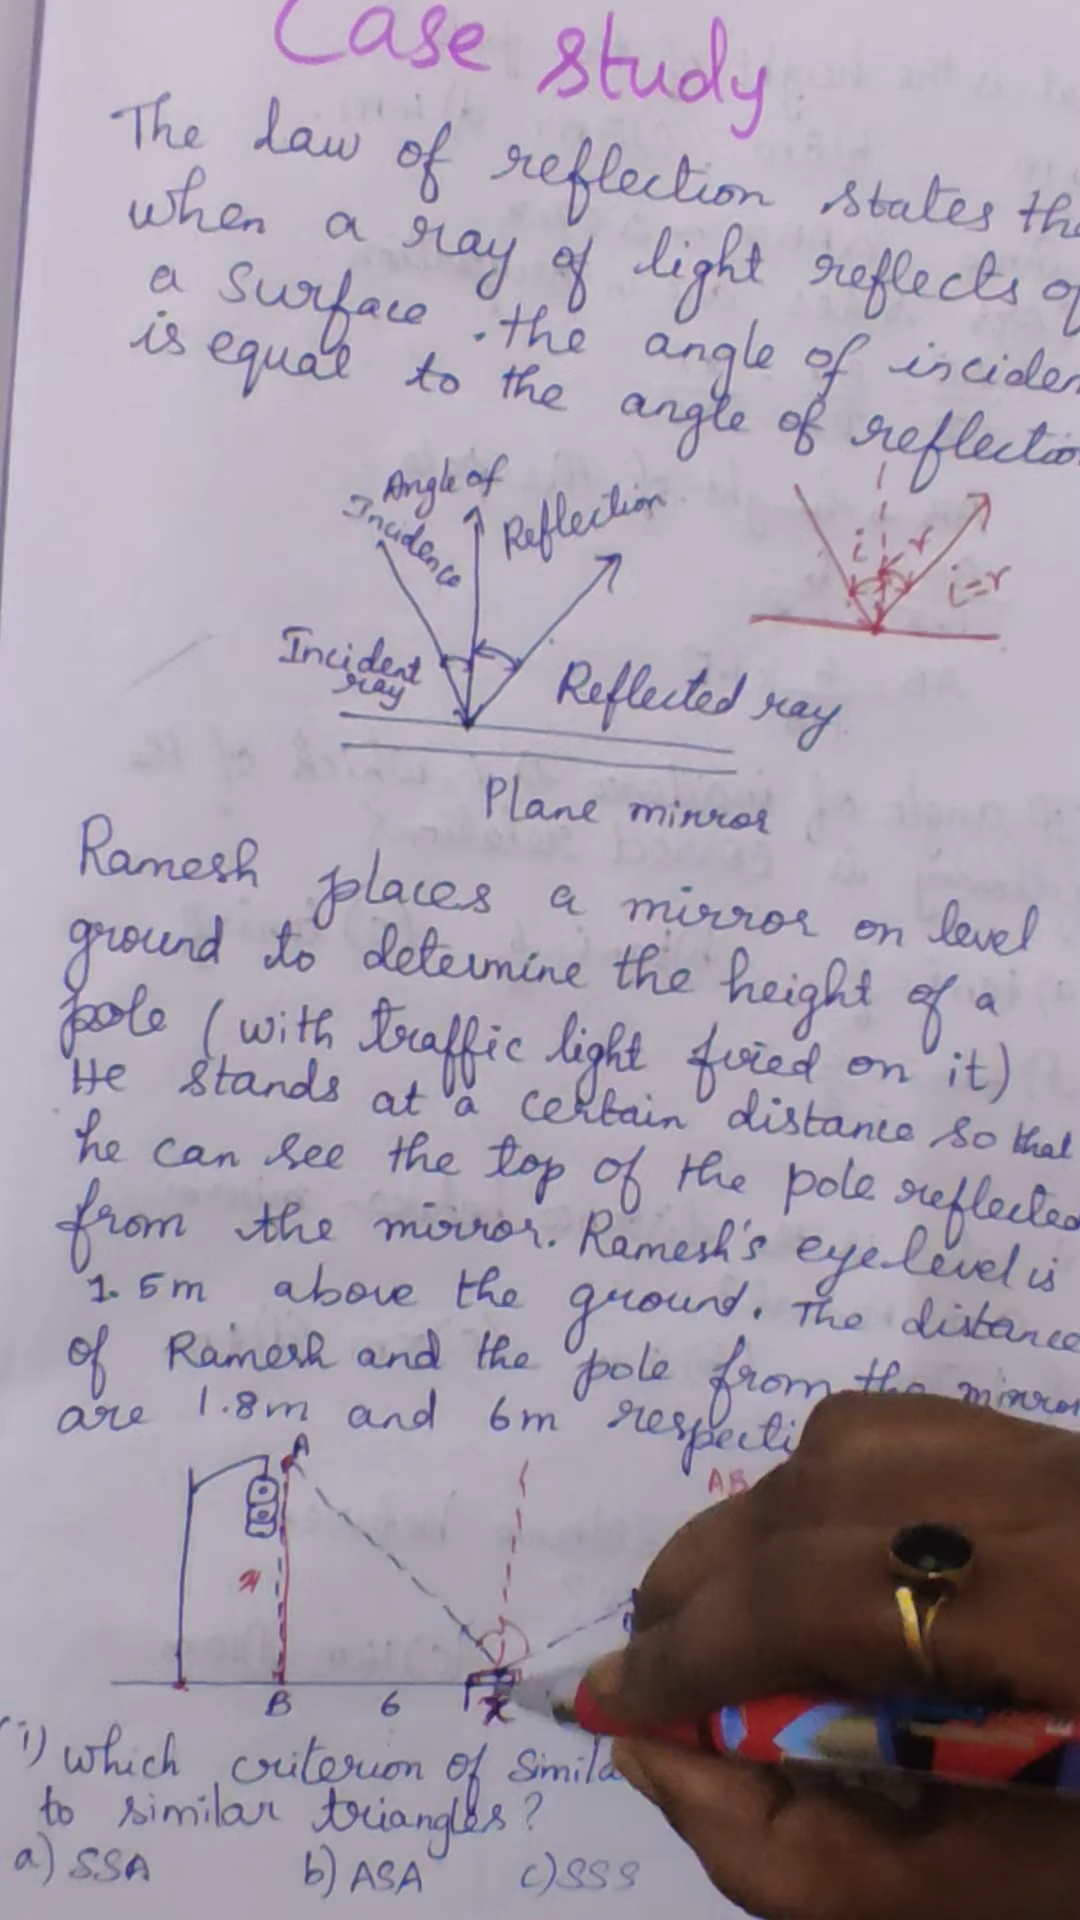 Case study
The law of reflection states
when a ray of light reflects
a surface . the angle of
is equal to the angle of
Angle of
Incidence
Reflection
i
r
i=r
Incident
ray
Reflected ray
Plane mirror
Ramesh places a mirror on level
ground to determine the height of a
pole (with traffic light fixed on it)
He stands at a certain distance so that
he can see the top of the pole reflected
from the mirror. Ramesh's eye level is
1.5m above the ground. The distance
of Ramesh and the pole from the mirror
are 1.8m and 6m
A
AB
x
B
6
x
(i) which criterion of
to similar triangles?
a) SSA b) ASA c) SSS